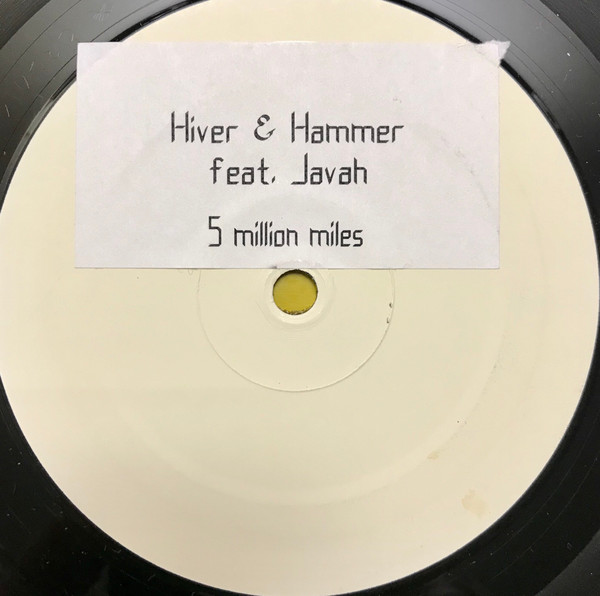 Hiver & Hammer
feat. Javah
5 million miles